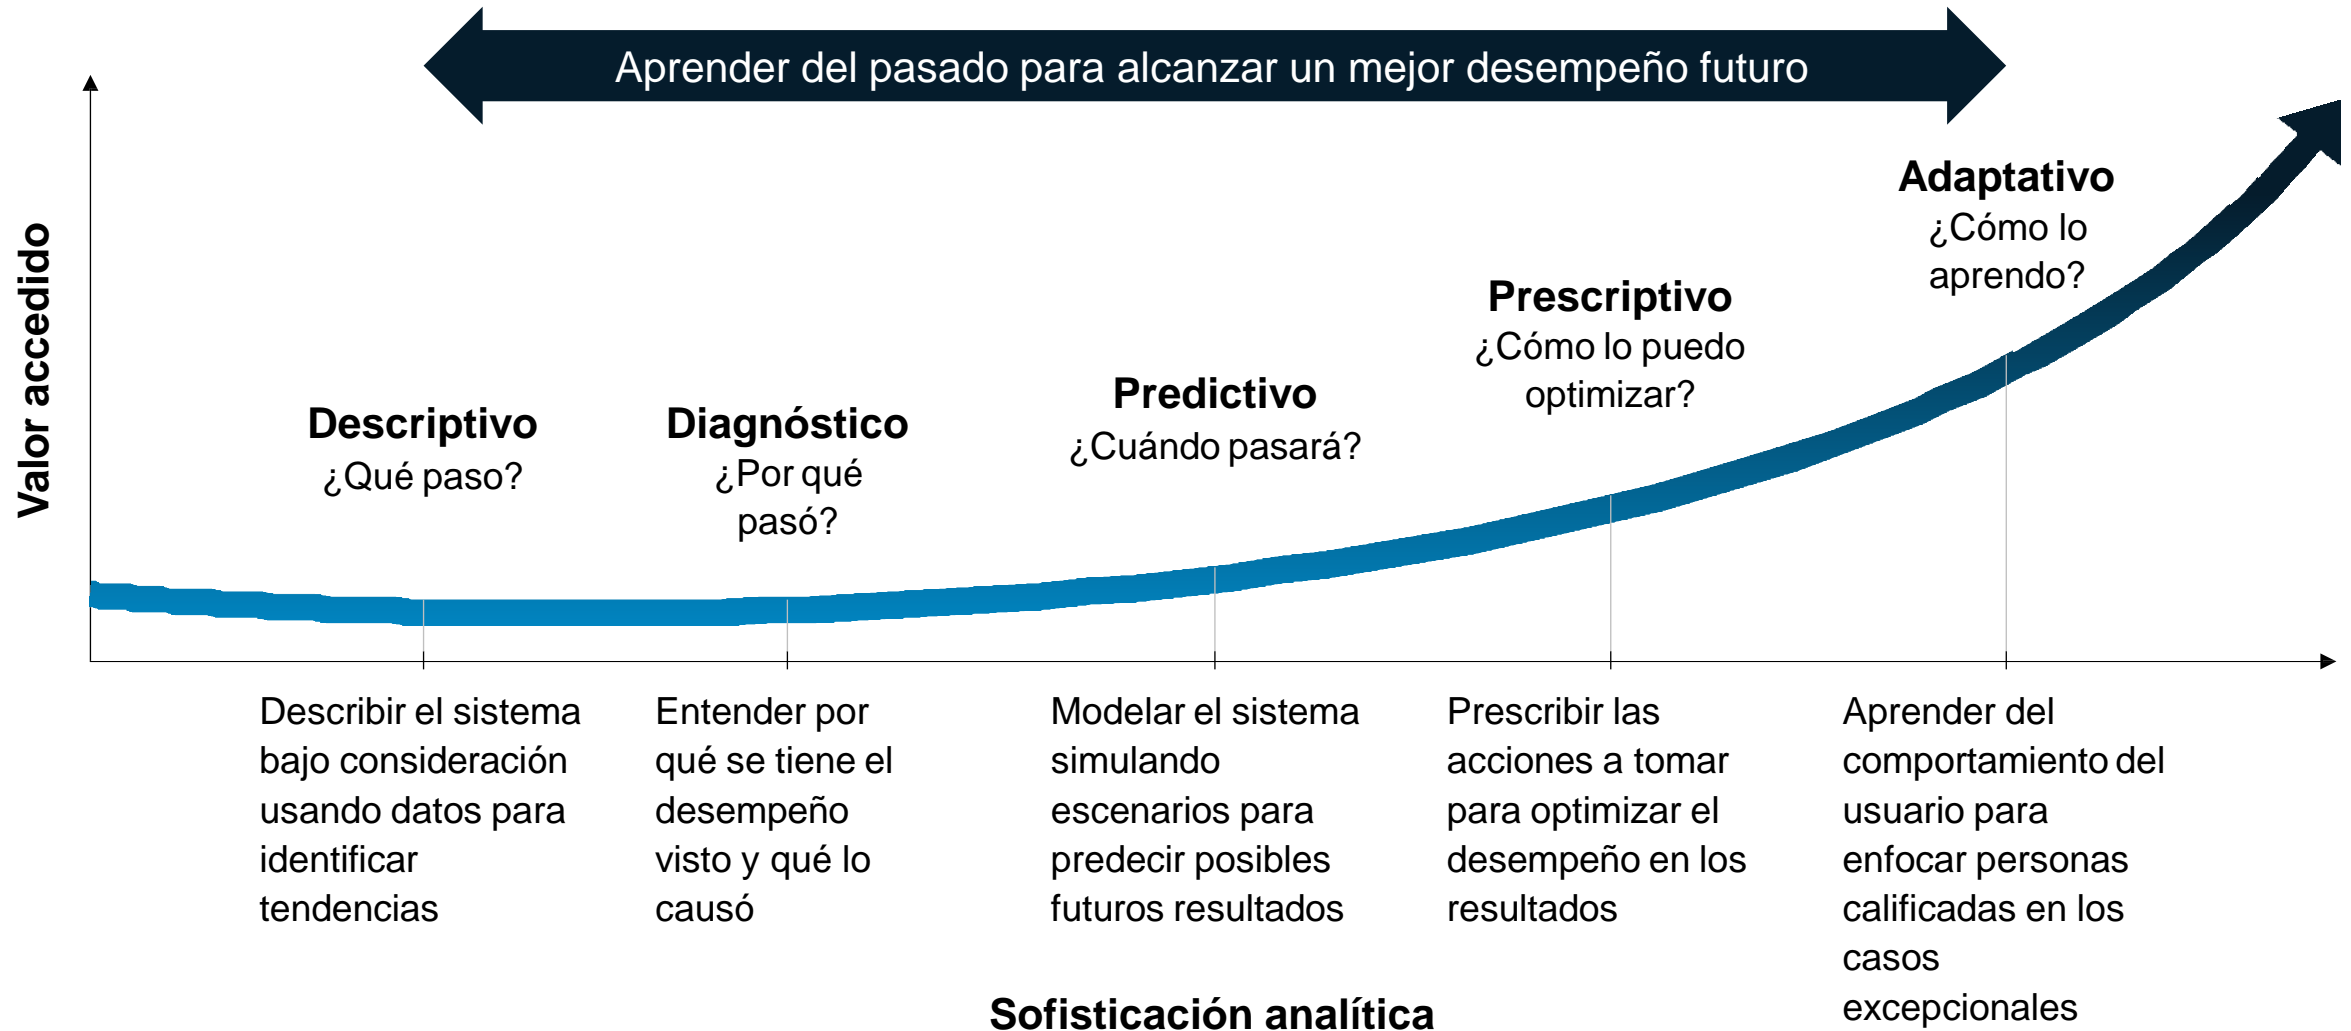 Aprender del pasado para alcanzar un mejor desempeño futuro
Valor accedido
Descriptivo
¿Qué paso?
Diagnóstico
¿Por qué
pasó?
Predictivo
¿Cuándo pasará?
Prescriptivo
¿Cómo lo puedo
optimizar?
Adaptativo
¿Cómo lo
aprendo?
Describir el sistema
bajo consideración
usando datos para
identificar
tendencias
Entender por
qué se tiene el
desempeño
visto y qué lo
causó
Modelar el sistema
simulando
escenarios para
predecir posibles
futuros resultados
Prescribir las
acciones a tomar
para optimizar el
desempeño en los
resultados
Aprender del
comportamiento del
usuario para
enfocar personas
calificadas en los
casos
excepcionales
Sofisticación analítica